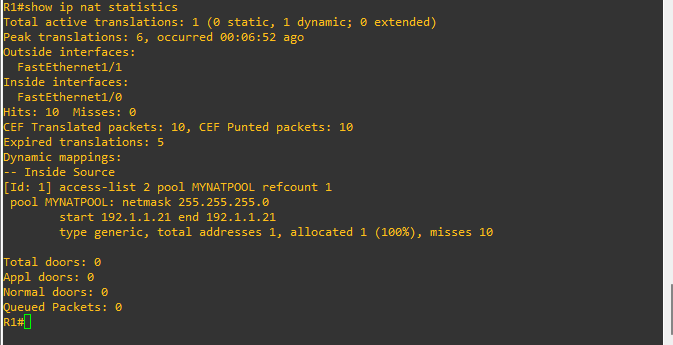 R1#show ip nat statistics
Total active translations: 1 (0 static, 1 dynamic; 0 extended)
Peak translations: 6, occurred 00:06:52 ago
Outside interfaces:
  FastEthernet1/1
Inside interfaces:
  FastEthernet1/0
Hits: 10  Misses: 0
CEF Translated packets: 10, CEF Punted packets: 10
Expired translations: 5
Dynamic mappings:
-- Inside Source
[Id: 1] access-list 2 pool MYNATPOOL refcount 1
 pool MYNATPOOL: netmask 255.255.255.0
        start 192.1.1.21 end 192.1.1.21
        type generic, total addresses 1, allocated 1 (100%), misses 10

Total doors: 0
Appl doors: 0
Normal doors: 0
Queued Packets: 0
R1#